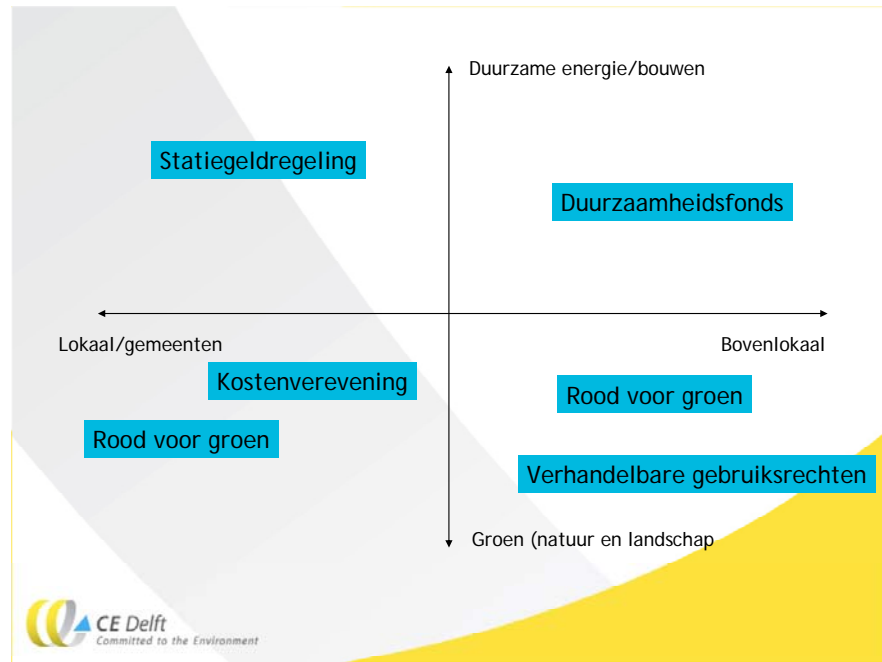 Duurzame energie/bouwen
Statiegeldregeling
Duurzaamheidsfonds
Lokaal/gemeenten
Bovenlokaal
Kostenverevening
Rood voor groen
Rood voor groen
Verhandelbare gebruiksrechten
Groen (natuur en landschap
CE Delft
Committed to the Environment